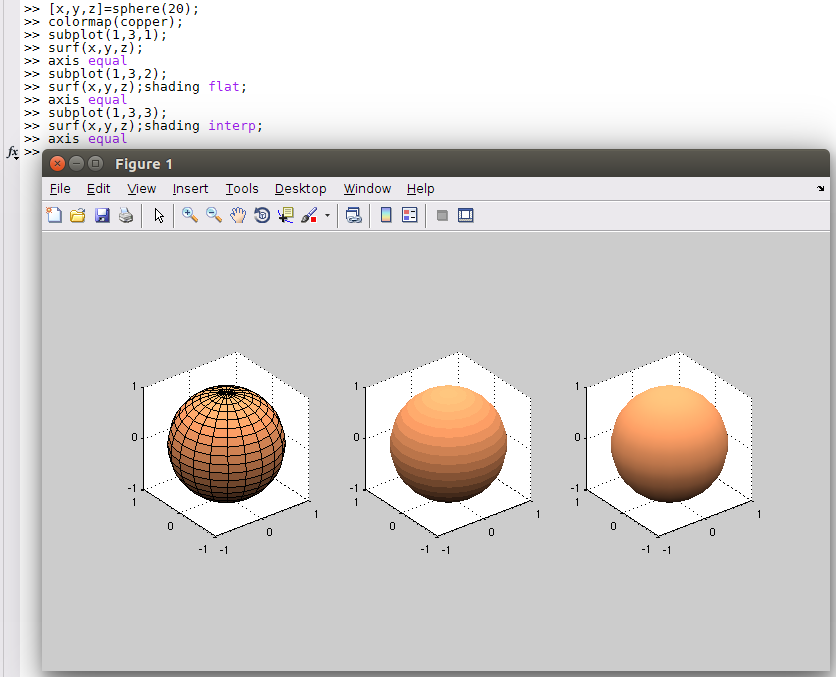 >> [x,y,z]=sphere(20);
>> colormap(copper);
>> subplot(1,3,1);
>> surf(x,y,z);
>> axis equal
>> subplot(1,3,2);
>> surf(x,y,z);shading flat;
>> axis equal
>> subplot(1,3,3);
>> surf(x,y,z);shading interp;
>> axis equal
fx >>
Figure 1
File Edit View Insert Tools Desktop Window Help
1 1 1
0 0 0
-1 -1 -1
1 1 1 1 1 1
0 0 0 0 0 0
-1 -1 -1 -1 -1 -1